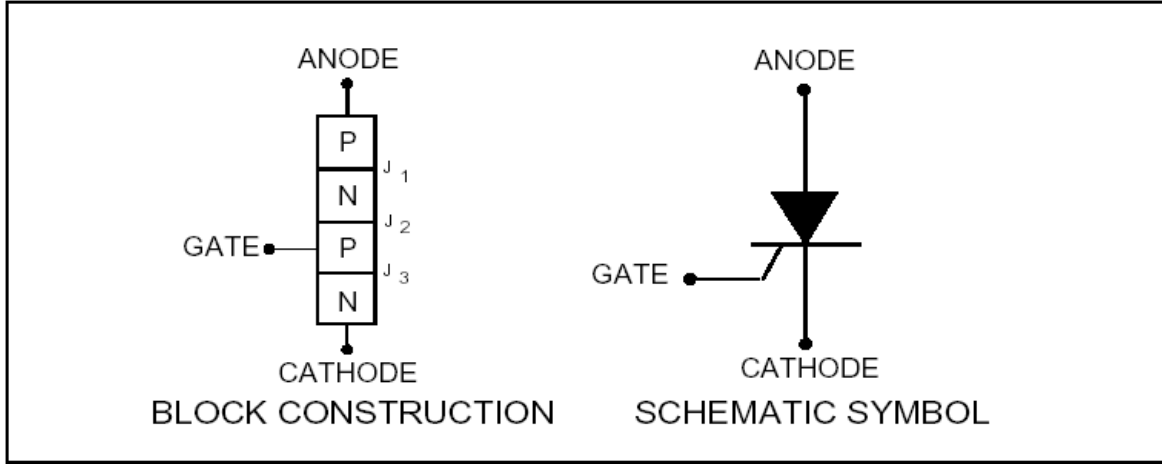 ANODE
P
J 1
N
J 2
GATE
P
J 3
N
CATHODE
BLOCK CONSTRUCTION
ANODE
GATE
CATHODE
SCHEMATIC SYMBOL